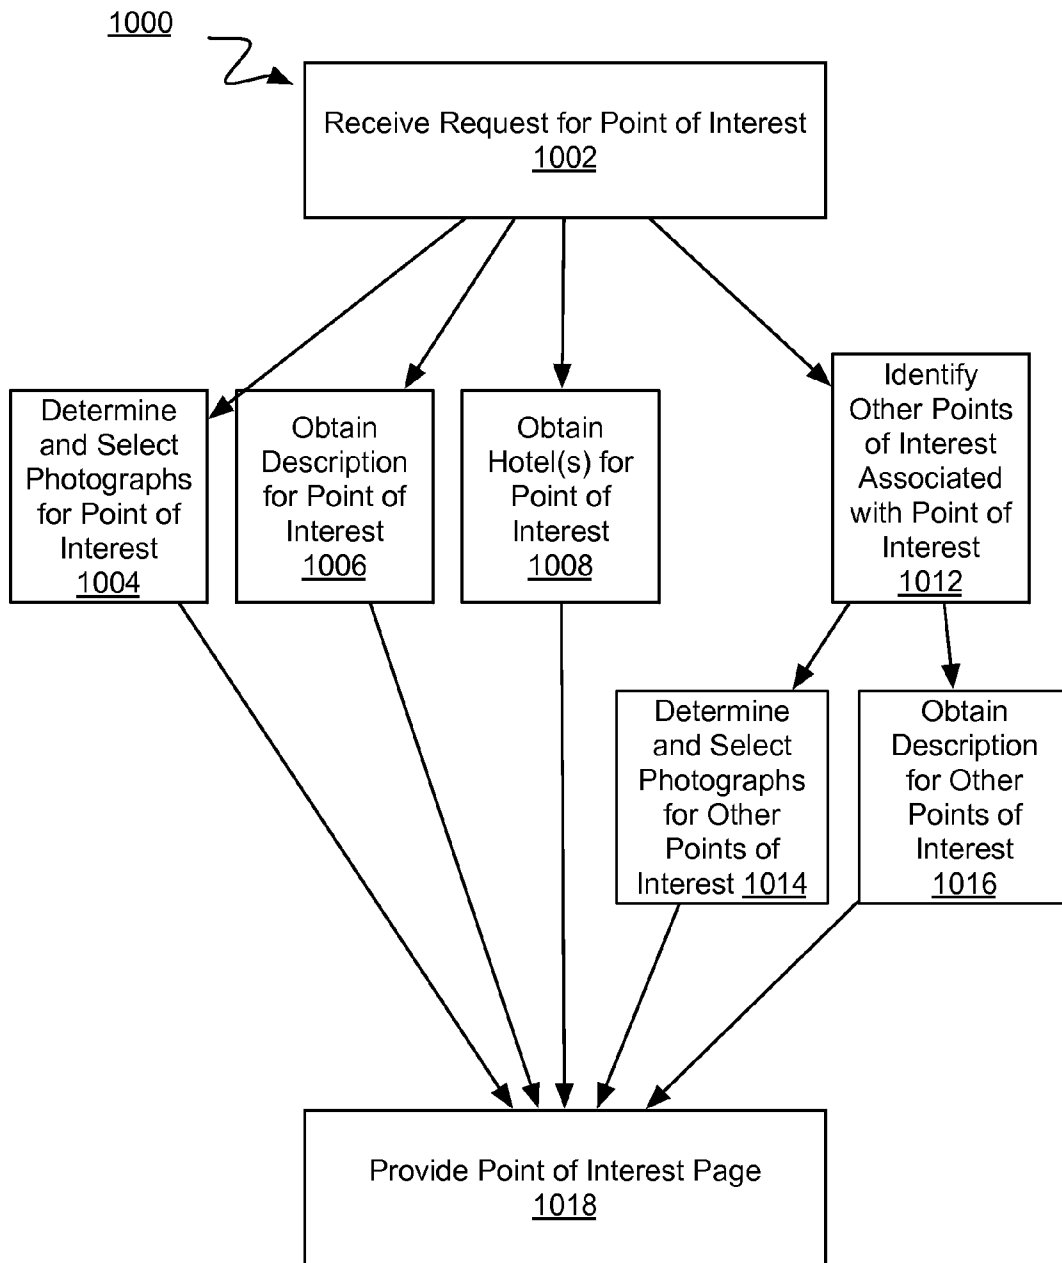 1000
Receive Request for Point of Interest
1002
Determine
and Select
Photographs
for Point of
Interest
1004
Obtain
Description
for Point of
Interest
1006
Obtain
Hotel(s) for
Point of
Interest
1008
Identify
Other Points
of Interest
Associated
with Point of
Interest
1012
Determine
and Select
Photographs
for Other
Points of
Interest 1014
Obtain
Description
for Other
Points of
Interest
1016
Provide Point of Interest Page
1018